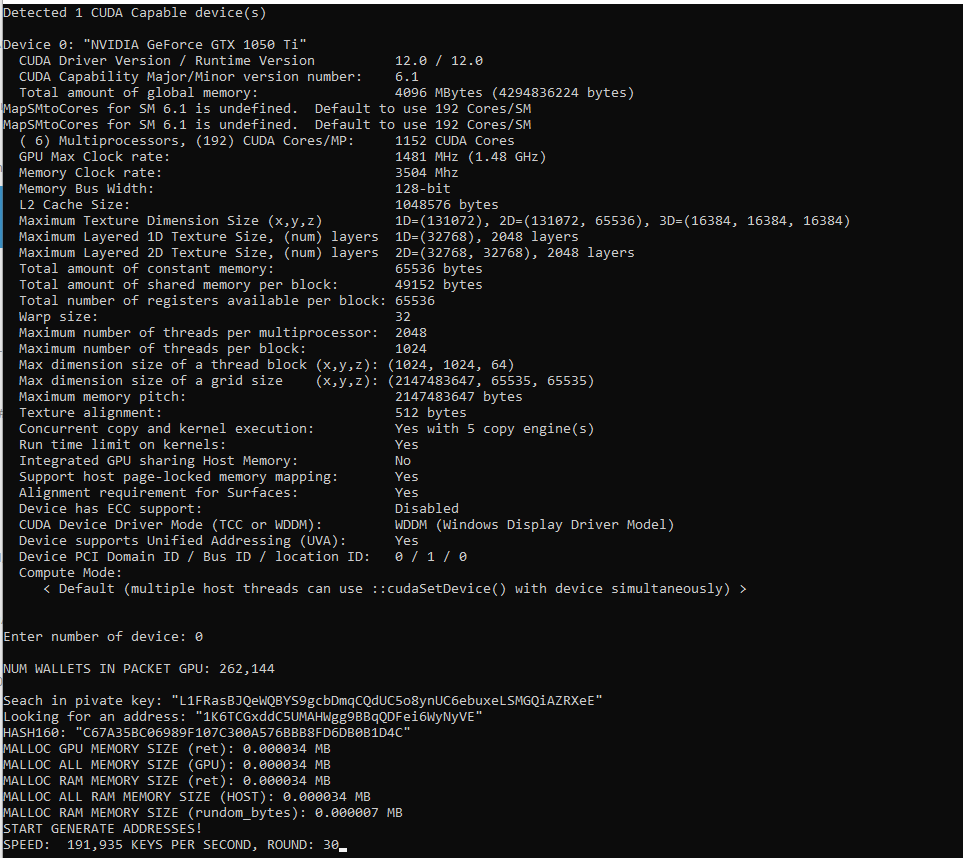 Detected 1 CUDA Capable device(s)
Device 0: "NVIDIA GeForce GTX 1050 Ti"
CUDA Driver Version / Runtime Version 12.0 / 12.0
CUDA Capability Major/Minor version number: 6.1
Total amount of global memory: 4096 MBytes (4294836224 bytes)
MapSMtoCores for SM 6.1 is undefined. Default to use 192 Cores/SM
MapSMtoCores for SM 6.1 is undefined. Default to use 192 Cores/SM
( 6) Multiprocessors, (192) CUDA Cores/MP: 1152 CUDA Cores
GPU Max Clock rate: 1481 MHz (1.48 GHz)
Memory Clock rate: 3504 Mhz
Memory Bus Width: 128-bit
L2 Cache Size: 1048576 bytes
Maximum Texture Dimension Size (x,y,z) 1D=(131072), 2D=(131072, 65536), 3D=(16384, 16384, 16384)
Maximum Layered 1D Texture Size, (num) layers 1D=(32768), 2048 layers
Maximum Layered 2D Texture Size, (num) layers 2D=(32768, 32768), 2048 layers
Total amount of constant memory: 65536 bytes
Total amount of shared memory per block: 49152 bytes
Total number of registers available per block: 65536
Warp size: 32
Maximum number of threads per multiprocessor: 2048
Maximum number of threads per block: 1024
Max dimension size of a thread block (x,y,z): (1024, 1024, 64)
Max dimension size of a grid size (x,y,z): (2147483647, 65535, 65535)
Maximum memory pitch: 2147483647 bytes
Texture alignment: 512 bytes
Concurrent copy and kernel execution: Yes with 5 copy engine(s)
Run time limit on kernels: Yes
Integrated GPU sharing Host Memory: No
Support host page-locked memory mapping: Yes
Alignment requirement for Surfaces: Yes
Device has ECC support: Disabled
CUDA Device Driver Mode (TCC or WDDM): WDDM (Windows Display Driver Model)
Device supports Unified Addressing (UVA): Yes
Device PCI Domain ID / Bus ID / location ID: 0 / 1 / 0
Compute Mode:
< Default (multiple host threads can use ::cudaSetDevice() with device simultaneously) >
Enter number of device: 0
NUM WALLETS IN PACKET GPU: 262,144
Seach in pivate key: "L1FRasBJQeWQBYS9gcbDmqCQdUC5o8ynUC6ebuxeLSMGQiAZRXeE"
Looking for an address: "1K6TCGxddC5UMAHWgg9BBqQDFei6WyNyVE"
HASH160: "C67A35BC06989F107C300A576BBB8FD6DB0B1D4C"
MALLOC GPU MEMORY SIZE (ret): 0.000034 MB
MALLOC ALL MEMORY SIZE (GPU): 0.000034 MB
MALLOC RAM MEMORY SIZE (ret): 0.000034 MB
MALLOC ALL RAM MEMORY SIZE (HOST): 0.000034 MB
MALLOC RAM MEMORY SIZE (rundom_bytes): 0.000007 MB
START GENERATE ADDRESSES!
SPEED: 191,935 KEYS PER SECOND, ROUND: 30